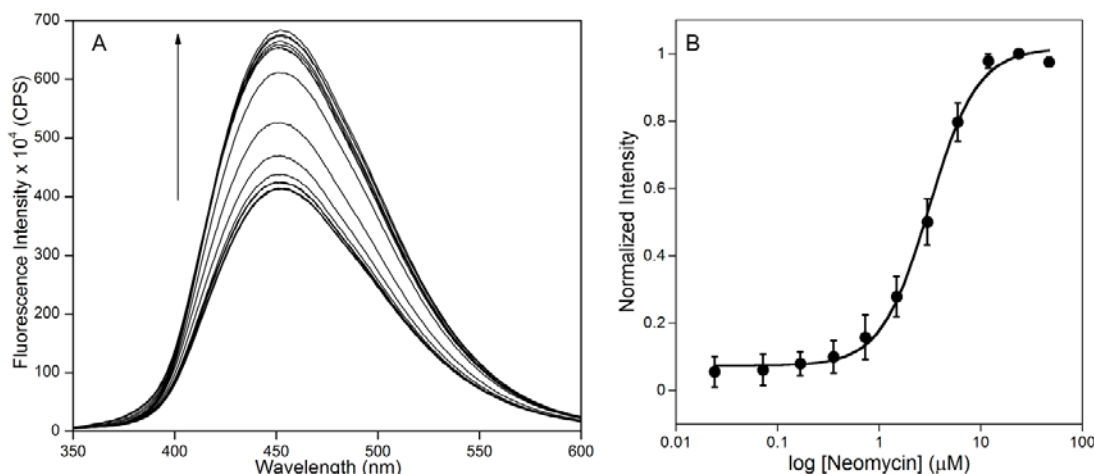 A
Fluorescence Intensity x 10⁴ (CPS)
700
600
500
400
300
200
100
0
350 400 450 500 550 600
Wavelength (nm)
B
Normalized Intensity
1
0.8
0.6
0.4
0.2
0
0.01 0.1 1 10 100
log [Neomycin] (μM)